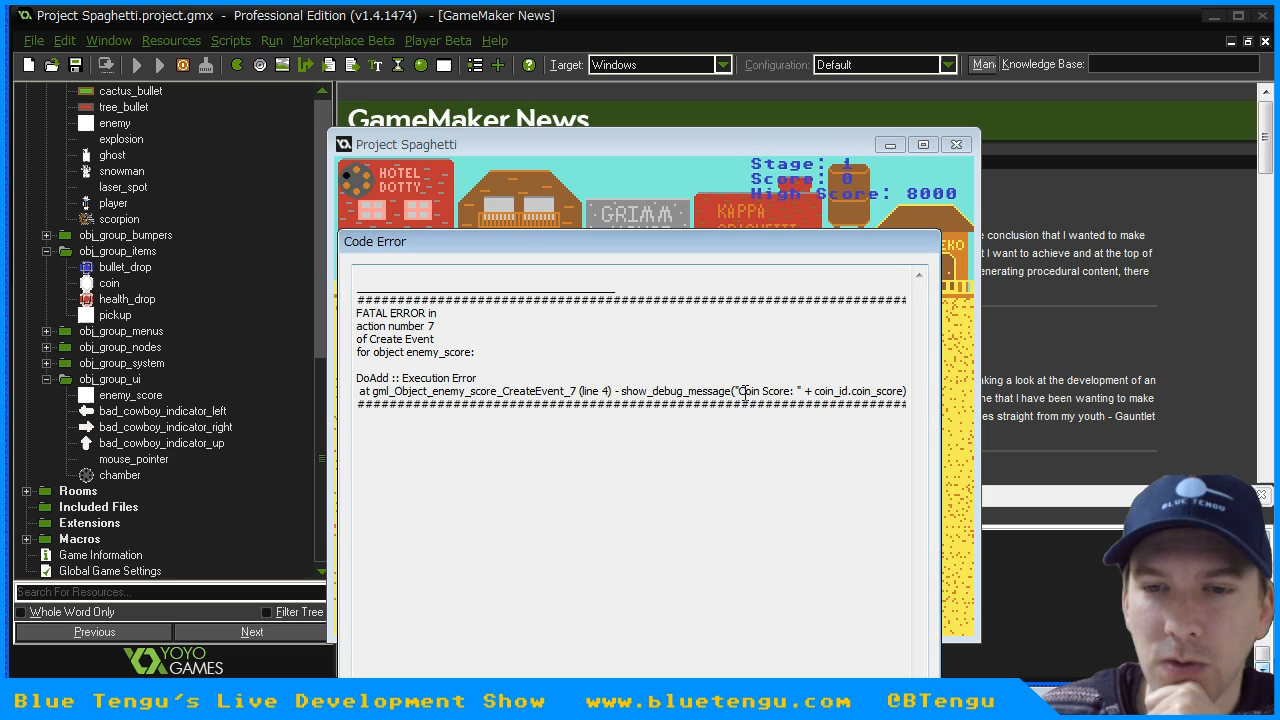 Project Spaghetti.project.gmx - Professional Edition (v1.4.1474) - [GameMaker News]
File Edit Window Resources Scripts Run Marketplace Beta Player Beta Help
Target: Windows Configuration: Default Man Knowledge Base:
cactus_bullet
tree_bullet
enemy
explosion
ghost
snowman
laser_spot
player
scorpion
obj_group_bumpers
obj_group_items
bullet_drop
coin
health_drop
pickup
obj_group_menus
obj_group_nodes
obj_group_system
obj_group_ui
enemy_score
bad_cowboy_indicator_left
bad_cowboy_indicator_right
bad_cowboy_indicator_up
mouse_pointer
chamber
Rooms
Included Files
Extensions
Macros
Game Information
Global Game Settings
Search For Resources...
Whole Word Only Filter Tree
Previous Next
YOYO
GAMES
GameMaker News
Project Spaghetti
HOTEL
DOTTY
GRIMM
KAPPA
Stage: 1
Score: 0
High Score: 8000
Code Error
############################################################################################
FATAL ERROR in
action number 7
of Create Event
for object enemy_score:
DoAdd :: Execution Error
at gml_Object_enemy_score_CreateEvent_7 (line 4) - show_debug_message("Coin Score: " + coin_id.coin_score)
############################################################################################
e conclusion that I wanted to make
t I want to achieve and at the top of
enerating procedural content, there
aking a look at the development of
ne that I have been wanting to make
es straight from my youth - Gauntlet
BLUE TENGU
Blue Tengu's Live Development Show www.bluetengu.com @BTengu